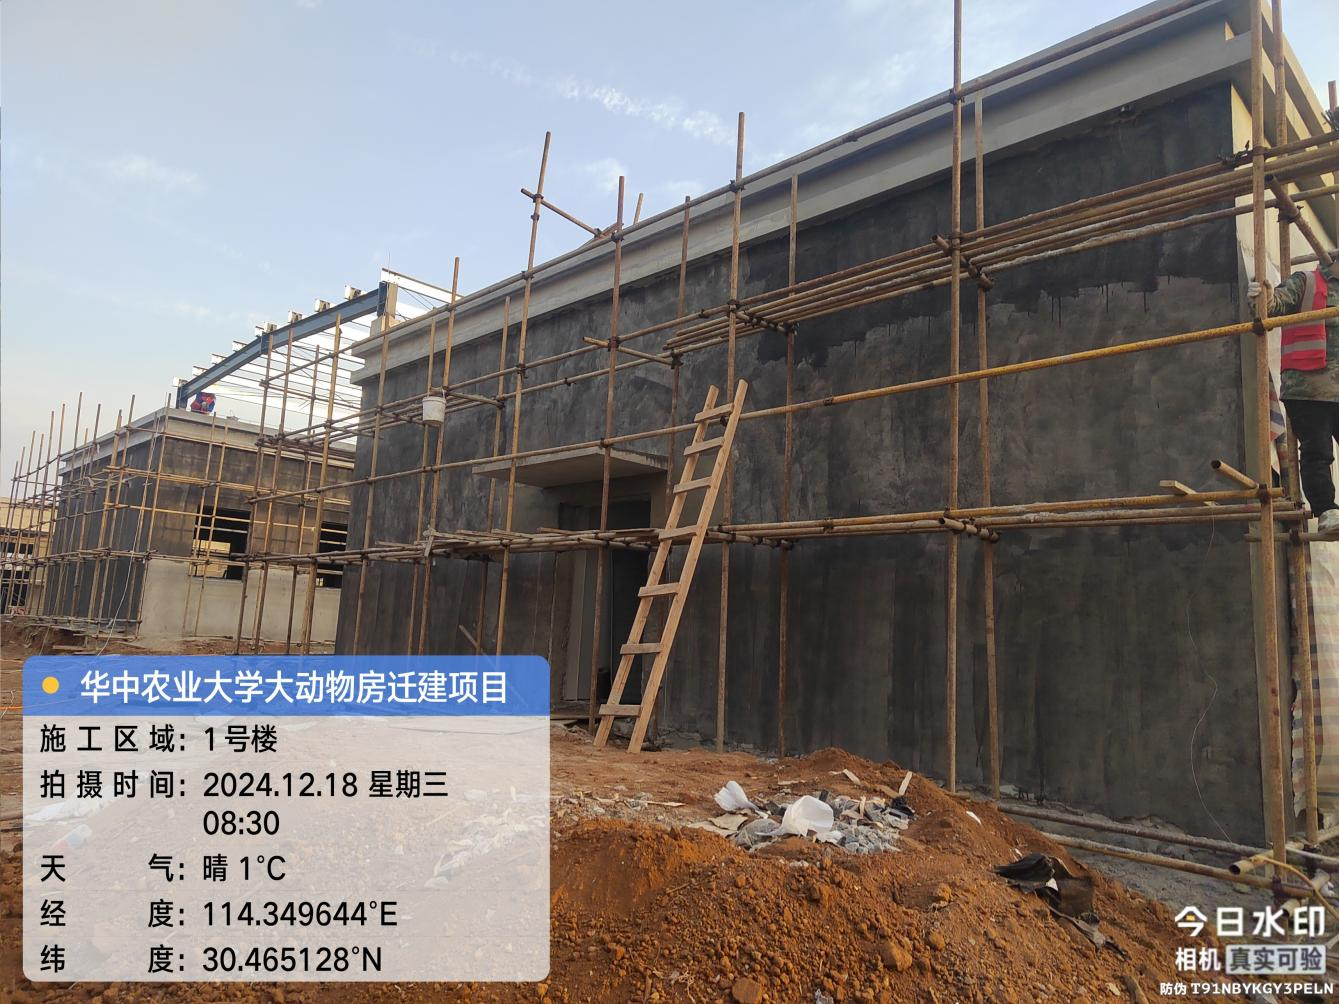 华中农业大学大动物房迁建项目
施工区域：1号楼
拍摄时间：2024.12.18 星期三
08:30
天气：晴 1°C
经度：114.349644°E
纬度：30.465128°N
今日水印
相机 真实可验
防伪 T91NBYKGY3PELN